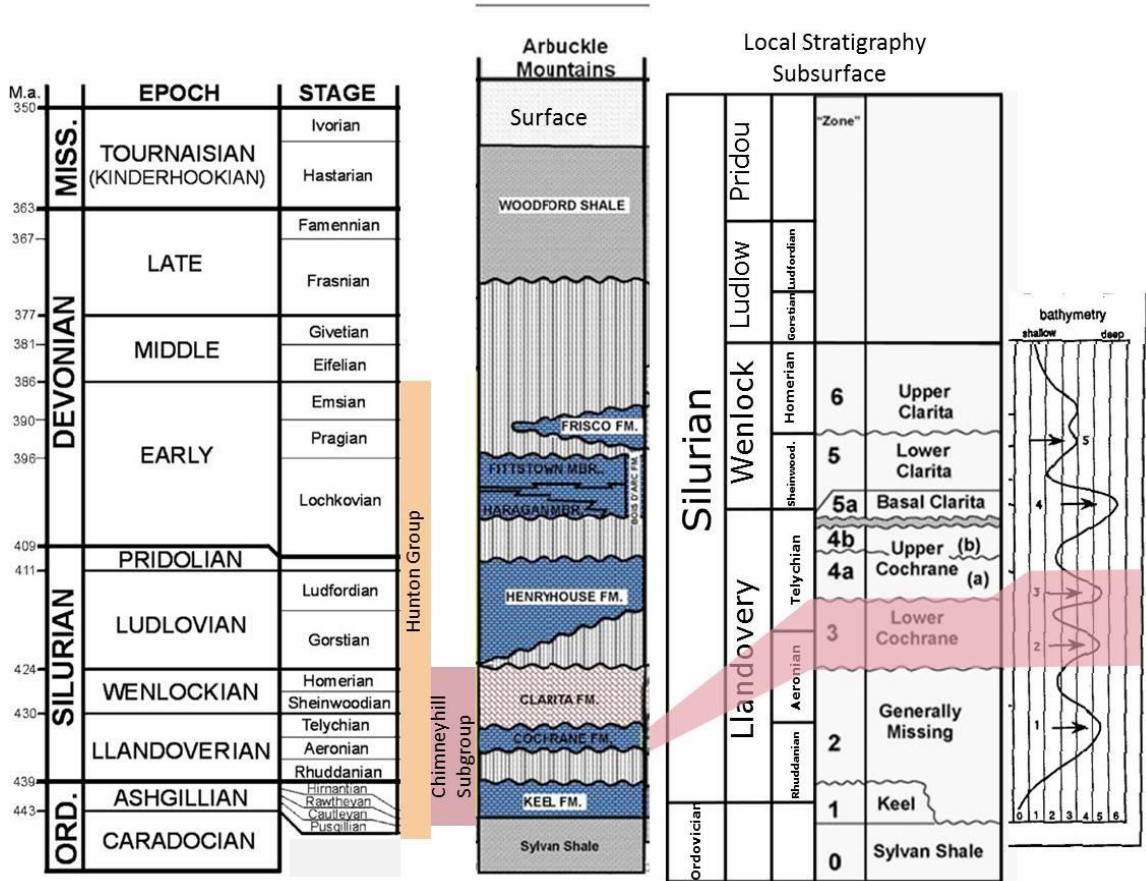 Arbuckle
Mountains
Local Stratigraphy
Subsurface
M.a.
EPOCH
STAGE
350
MISS.
TOURNAISIAN
(KINDERHOOKIAN)
Ivorian
Hastarian
363
367
377
381
386
390
396
409
411
424
430
439
443
DEVONIAN
LATE
Famennian
Frasnian
MIDDLE
Givetian
Eifelian
EARLY
Emsian
Pragian
Lochkovian
SILURIAN
PRIDOLIAN
LUDLOVIAN
Ludfordian
Gorstian
WENLOCKIAN
Homerian
Sheinwoodian
LLANDOVERIAN
Telychian
Aeronian
Rhuddanian
ORD.
ASHGILLIAN
Hirnantian
Rawtheyan
Cautleyan
Pusgillian
CARADOCIAN
Hunton Group
Chimneyhill
Subgroup
Surface
WOODFORD SHALE
FRISCO FM.
FITTSTOWN MBR.
HARAGAN MBR.
BOIS D'ARC FM.
HENRYHOUSE FM.
CLARITA FM.
COCHRANE FM.
KEEL FM.
Sylvan Shale
Silurian
Ordovician
Pridou
Ludlow
Wenlock
Llandovery
Ludfordian
Gorstian
Homerian
Sheinwood.
Telychian
Aeronian
Rhuddanian
"Zone"
6
Upper
Clarita
5
Lower
Clarita
5a
Basal Clarita
4b
4a
Upper (b)
Cochrane
(a)
3
Lower
Cochrane
2
Generally
Missing
1
Keel
0
Sylvan Shale
bathymetry
shallow
deep
5
4
3
2
1
0 1 2 3 4 5 6